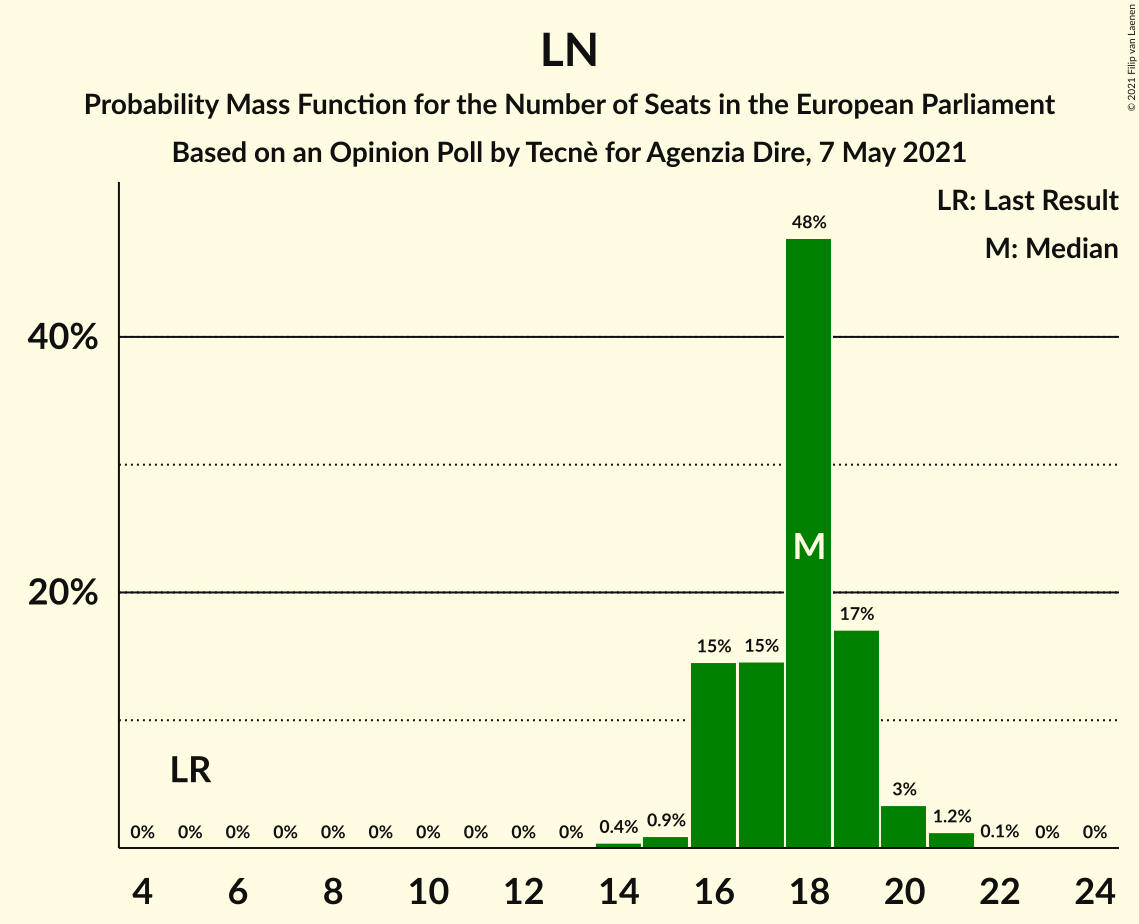 LN
Probability Mass Function for the Number of Seats in the European Parliament
Based on an Opinion Poll by Tecnè for Agenzia Dire, 7 May 2021
© 2021 Filip van Laenen
LR: Last Result
M: Median
48%
40%
M
20%
17%
15% 15%
LR
3%
1.2%
0% 0% 0% 0% 0% 0% 0% 0% 0% 0% 0.4% 0.9% 0.1% 0% 0%
4 6 8 10 12 14 16 18 20 22 24